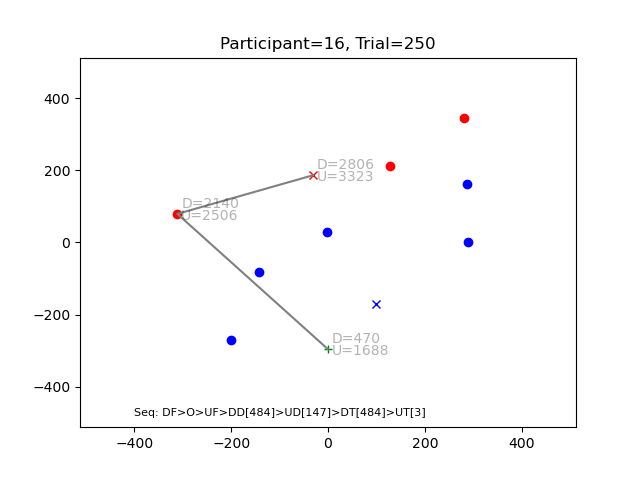 Participant=16, Trial=250
400
200
0
−200
−400
D=2806
U=3323
D=2140
U=2506
D=470
U=1688
Seq: DF>O>UF>DD[484]>UD[147]>DT[484]>UT[3]
−400
−200
0
200
400